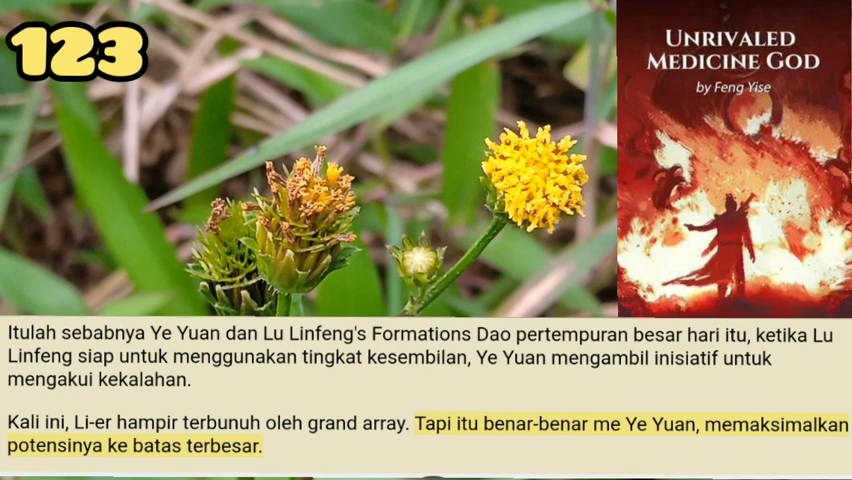 123
UNRIVALED
MEDICINE GOD
by Feng Yise
Itulah sebabnya Ye Yuan dan Lu Linfeng's Formations Dao pertempuran besar hari itu, ketika Lu
Linfeng siap untuk menggunakan tingkat kesembilan, Ye Yuan mengambil inisiatif untuk
mengakui kekalahan.
Kali ini, Li-er hampir terbunuh oleh grand array. Tapi itu benar-benar me Ye Yuan, memaksimalkan
potensinya ke batas terbesar.